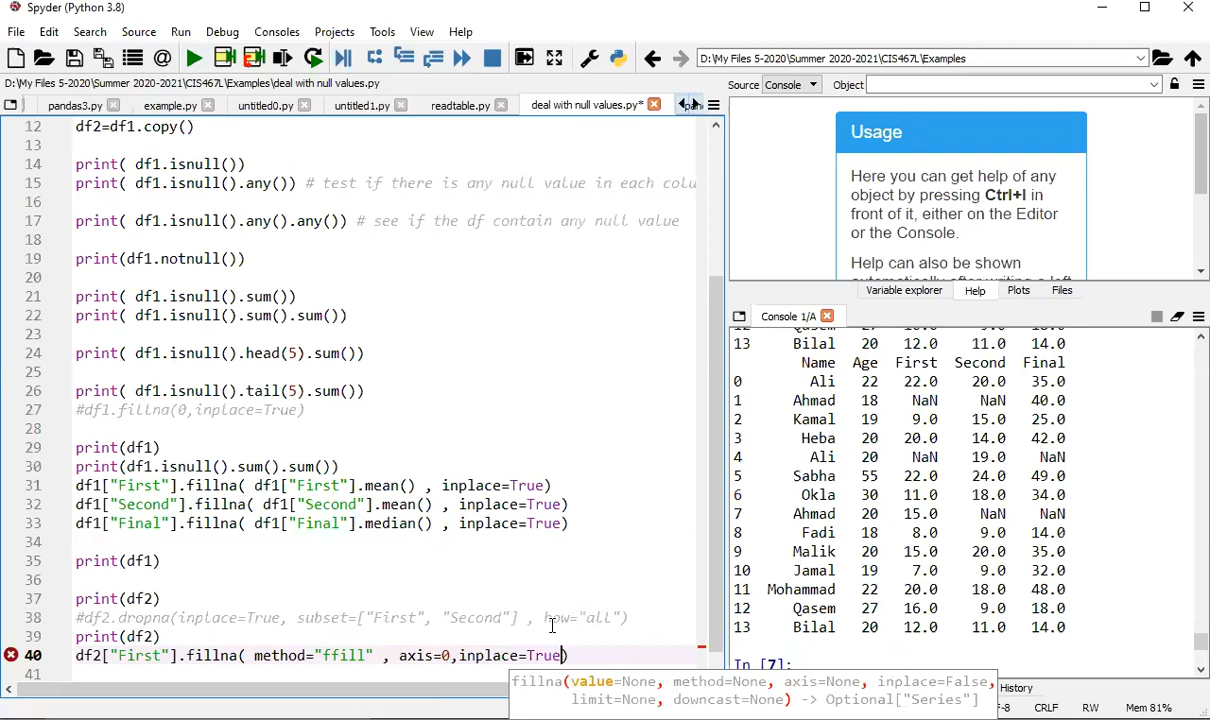 Spyder (Python 3.8)
File Edit Search Source Run Debug Consoles Projects Tools View Help
D:\My Files 5-2020\Summer 2020-2021\CIS467L\Examples
D:\My Files 5-2020\Summer 2020-2021\CIS467L\Examples\deal with null values.py
pandas3.py example.py untitled0.py untitled1.py readtable.py deal with null values.py*
12 df2=df1.copy()
13
14 print( df1.isnull())
15 print( df1.isnull().any()) # test if there is any null value in each colu
16
17 print( df1.isnull().any().any()) # see if the df contain any null value
18
19 print(df1.notnull())
20
21 print( df1.isnull().sum())
22 print( df1.isnull().sum().sum())
23
24 print( df1.isnull().head(5).sum())
25
26 print( df1.isnull().tail(5).sum())
27 #df1.fillna(0,inplace=True)
28
29 print(df1)
30 print(df1.isnull().sum().sum())
31 df1["First"].fillna( df1["First"].mean() , inplace=True)
32 df1["Second"].fillna( df1["Second"].mean() , inplace=True)
33 df1["Final"].fillna( df1["Final"].median() , inplace=True)
34
35 print(df1)
36
37 print(df2)
38 #df2.dropna(inplace=True, subset=["First", "Second"] , how="all")
39 print(df2)
40 df2["First"].fillna( method="ffill" , axis=0,inplace=True)
41
fillna(value=None, method=None, axis=None, inplace=False,
limit=None, downcast=None) -> Optional["Series"]
Source Console Object
Usage
Here you can get help of any
object by pressing Ctrl+I in
front of it, either on the Editor
or the Console.
Help can also be shown
Variable explorer Help Plots Files
Console 1/A
13 Bilal 20 12.0 11.0 14.0
Name Age First Second Final
0 Ali 22 22.0 20.0 35.0
1 Ahmad 18 NaN NaN 40.0
2 Kamal 19 9.0 15.0 25.0
3 Heba 20 20.0 14.0 42.0
4 Ali 20 NaN 19.0 NaN
5 Sabha 55 22.0 24.0 49.0
6 Okla 30 11.0 18.0 34.0
7 Ahmad 20 15.0 NaN NaN
8 Fadi 18 8.0 9.0 14.0
9 Malik 20 15.0 20.0 35.0
10 Jamal 19 7.0 9.0 32.0
11 Mohammad 22 20.0 18.0 48.0
12 Qasem 27 16.0 9.0 18.0
13 Bilal 20 12.0 11.0 14.0
In [7]:
History
CRLF RW Mem 81%